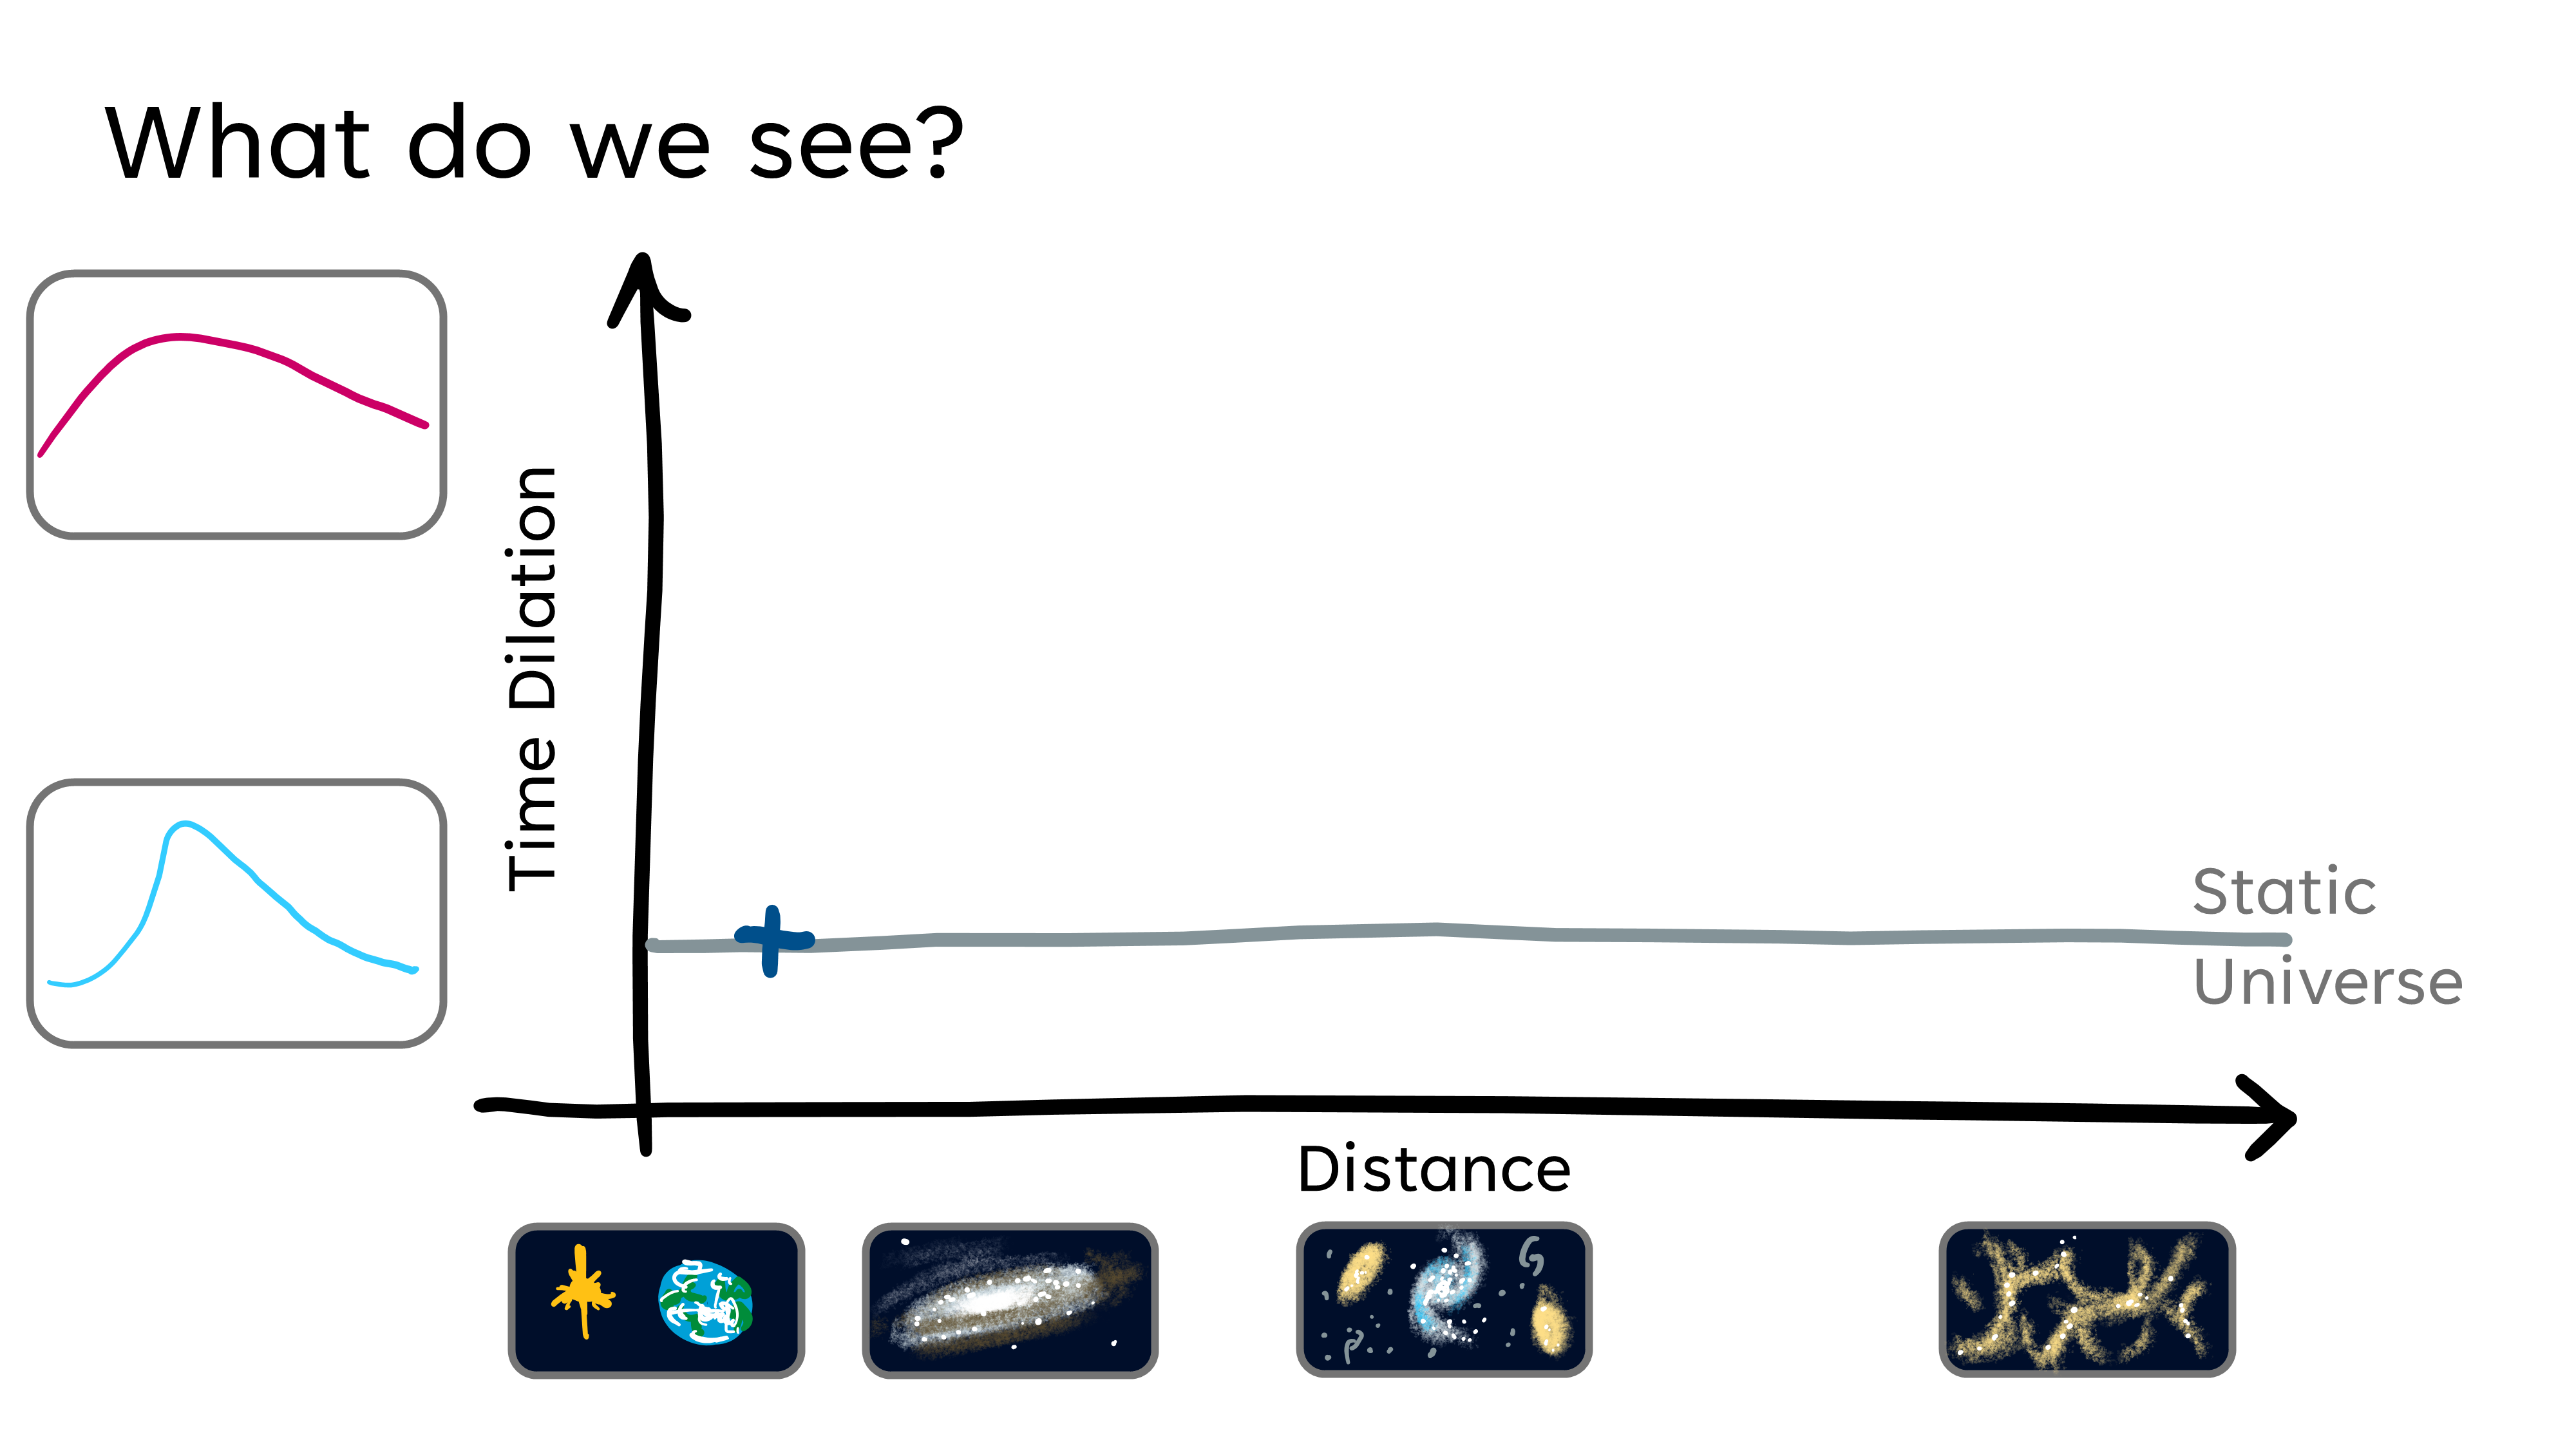 What do we see?
Time Dilation
Static
Universe
Distance